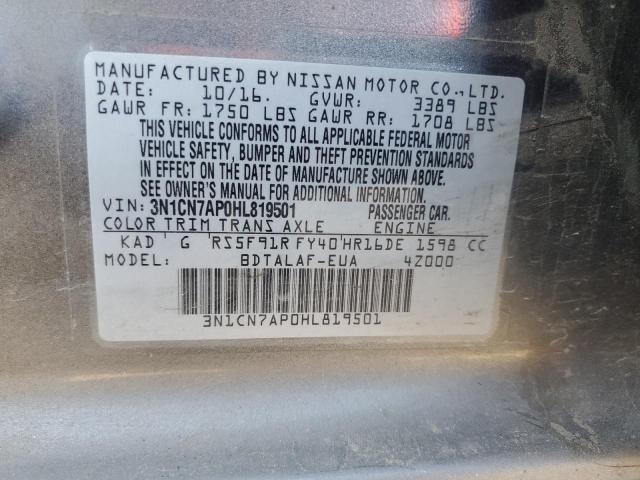 MANUFACTURED BY NISSAN MOTOR CO.,LTD.
DATE: 10/16. GVWR: 3389 LBS
GAWR FR: 1750 LBS GAWR RR: 1708 LBS
THIS VEHICLE CONFORMS TO ALL APPLICABLE FEDERAL MOTOR
VEHICLE SAFETY, BUMPER AND THEFT PREVENTION STANDARDS
IN EFFECT ON THE DATE OF MANUFACTURE SHOWN ABOVE.
SEE OWNER'S MANUAL FOR ADDITIONAL INFORMATION.
VIN: 3N1CN7AP0HL819501 PASSENGER CAR.
COLOR TRIM TRANS AXLE ENGINE
KAD G RS5F91R FY40 HR16DE 1598 CC
MODEL: BDTALAF-EUA 4Z000
3N1CN7AP0HL819501